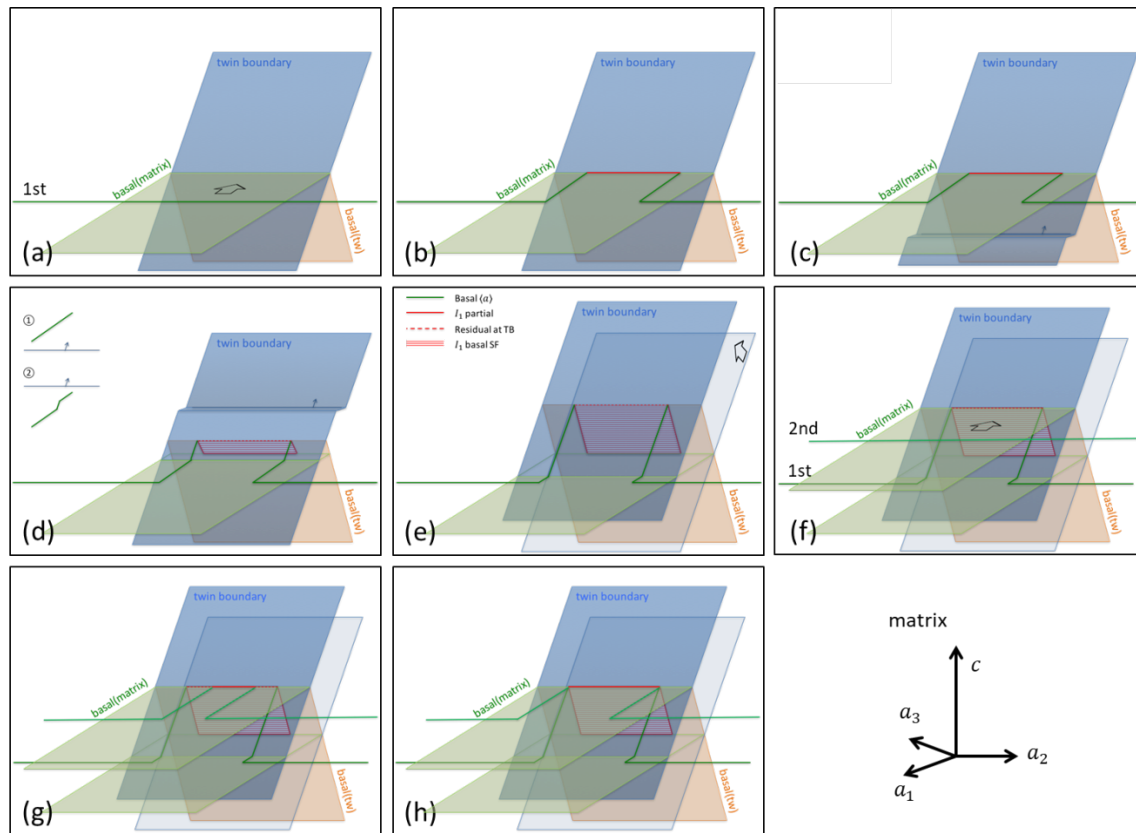 twin boundary
basal(matrix)
1st
basal(tw)
(a)
twin boundary
basal(matrix)
basal(tw)
(b)
twin boundary
basal(matrix)
basal(tw)
(c)
①
②
twin boundary
basal(tw)
(d)
Basal ⟨a⟩
I₁ partial
Residual at TB
I₁ basal SF
twin boundary
basal(tw)
(e)
twin boundary
basal(matrix)
2nd
1st
basal(tw)
(f)
twin boundary
basal(matrix)
basal(tw)
(g)
twin boundary
basal(matrix)
basal(tw)
(h)
matrix
c
a₃
a₂
a₁